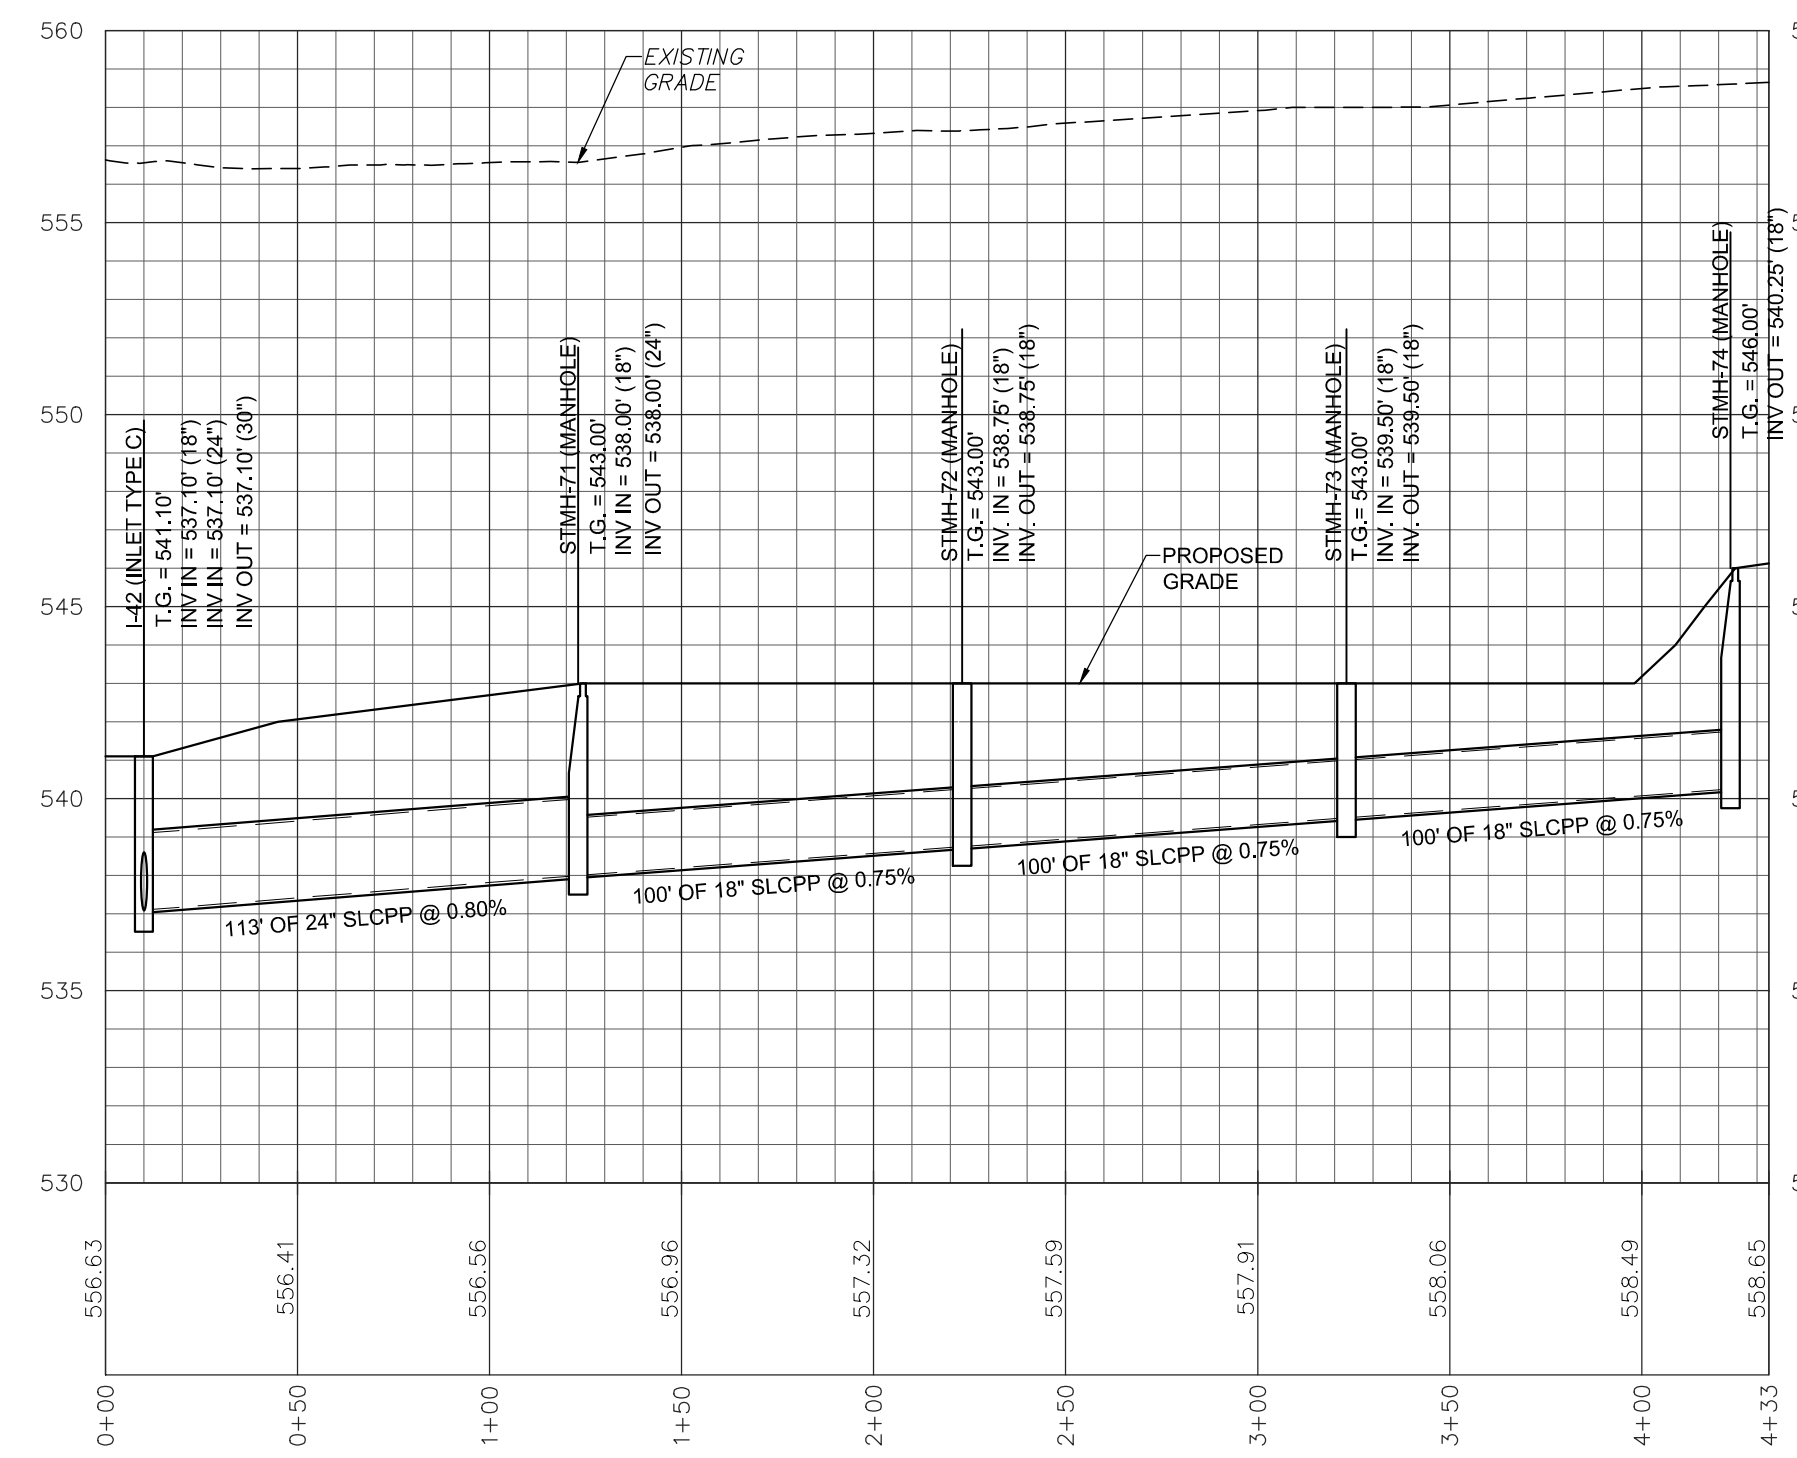 560
555
550
545
540
535
530
EXISTING
GRADE
I-42 (INLET TYPE C)
T.G. = 541.10'
INV IN = 537.10' (18")
INV IN = 537.10' (24")
INV OUT = 537.10' (30")
STMH-71 (MANHOLE)
T.G. = 543.00'
INV IN = 538.00' (18")
INV OUT = 538.00' (24")
STMH-72 (MANHOLE)
T.G.= 543.00'
INV. IN = 538.75' (18")
INV. OUT = 538.75' (18")
PROPOSED
GRADE
STMH-73 (MANHOLE)
T.G.= 543.00'
INV. IN = 539.50' (18")
INV. OUT = 539.50' (18")
STMH-74 (MANHOLE)
T.G. = 546.00'
INV OUT = 540.25' (18")
113' OF 24" SLCPP @ 0.80%
100' OF 18" SLCPP @ 0.75%
100' OF 18" SLCPP @ 0.75%
100' OF 18" SLCPP @ 0.75%
556.63
556.41
556.56
556.96
557.32
557.59
557.91
558.06
558.49
558.65
0+00
0+50
1+00
1+50
2+00
2+50
3+00
3+50
4+00
4+33